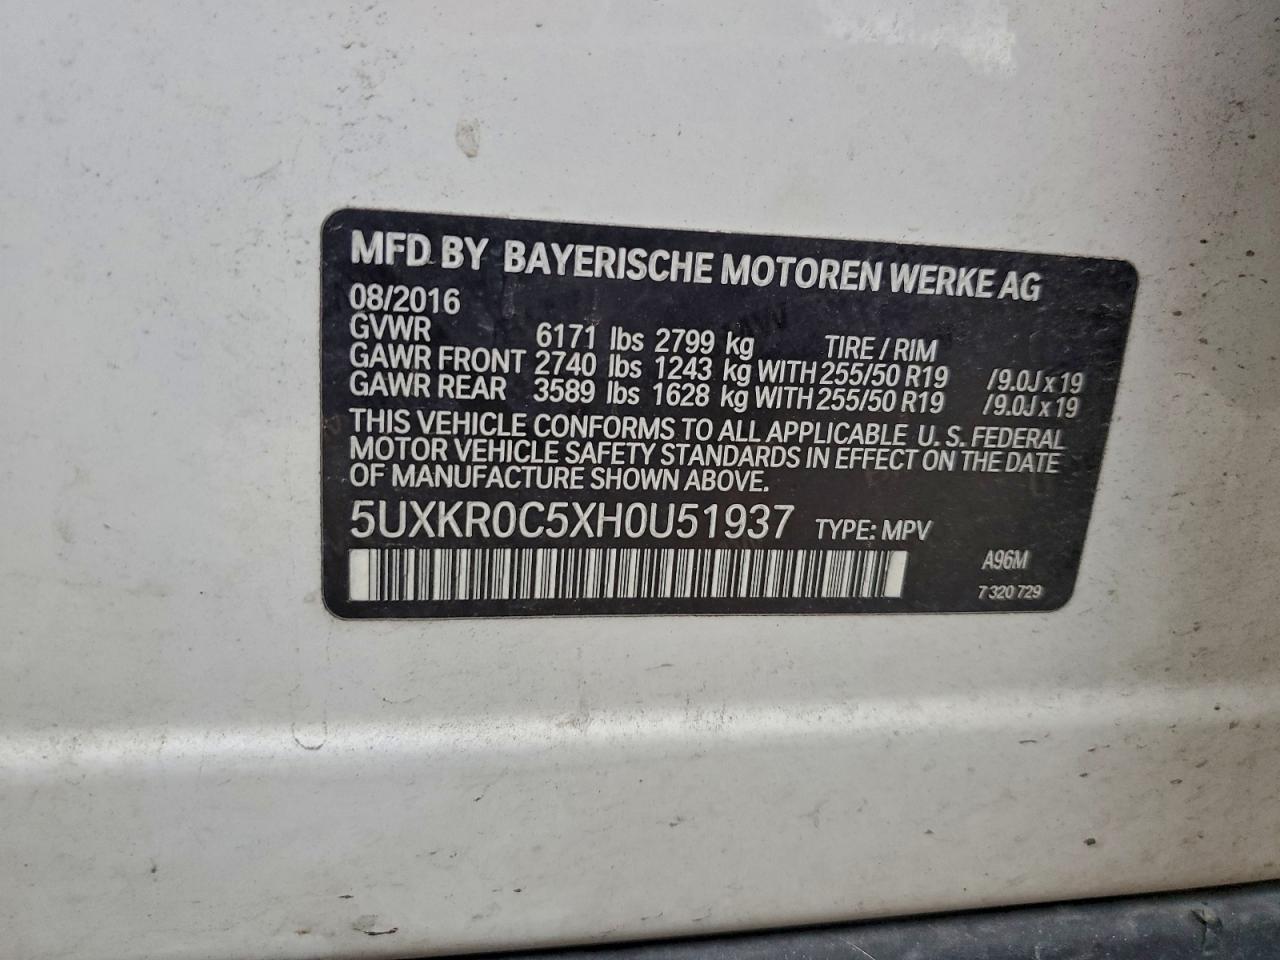 MFD BY BAYERISCHE MOTOREN WERKE AG
08/2016
GVWR 6171 lbs 2799 kg TIRE / RIM
GAWR FRONT 2740 lbs 1243 kg WITH 255/50 R19 /9.0J x 19
GAWR REAR 3589 lbs 1628 kg WITH 255/50 R19 /9.0J x 19
THIS VEHICLE CONFORMS TO ALL APPLICABLE U. S. FEDERAL
MOTOR VEHICLE SAFETY STANDARDS IN EFFECT ON THE DATE
OF MANUFACTURE SHOWN ABOVE.
5UXKR0C5XH0U51937 TYPE: MPV
A96M
7 320 729